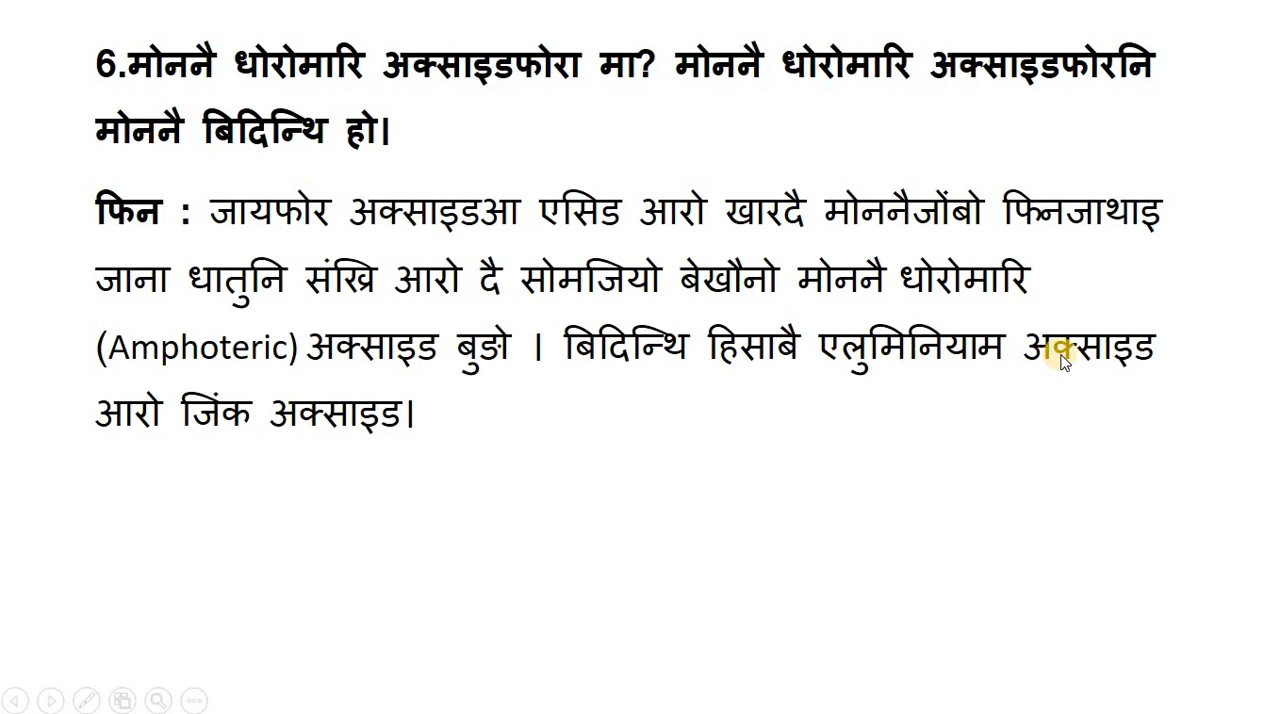 6.मोननै धोरोमारि अक्साइडफोरा मा? मोननै धोरोमारि अक्साइडफोरनि
मोननै बिदिन्थि हो।
फिन : जायफोर अक्साइडआ एसिड आरो खारदै मोननैजोंबो फिनजाथाइ
जाना धातुनि संख्रि आरो दै सोमजियो बेखौनो मोननै धोरोमारि
(Amphoteric) अक्साइड बुङो । बिदिन्थि हिसाबै एलुमिनियाम अक्साइड
आरो जिंक अक्साइड।